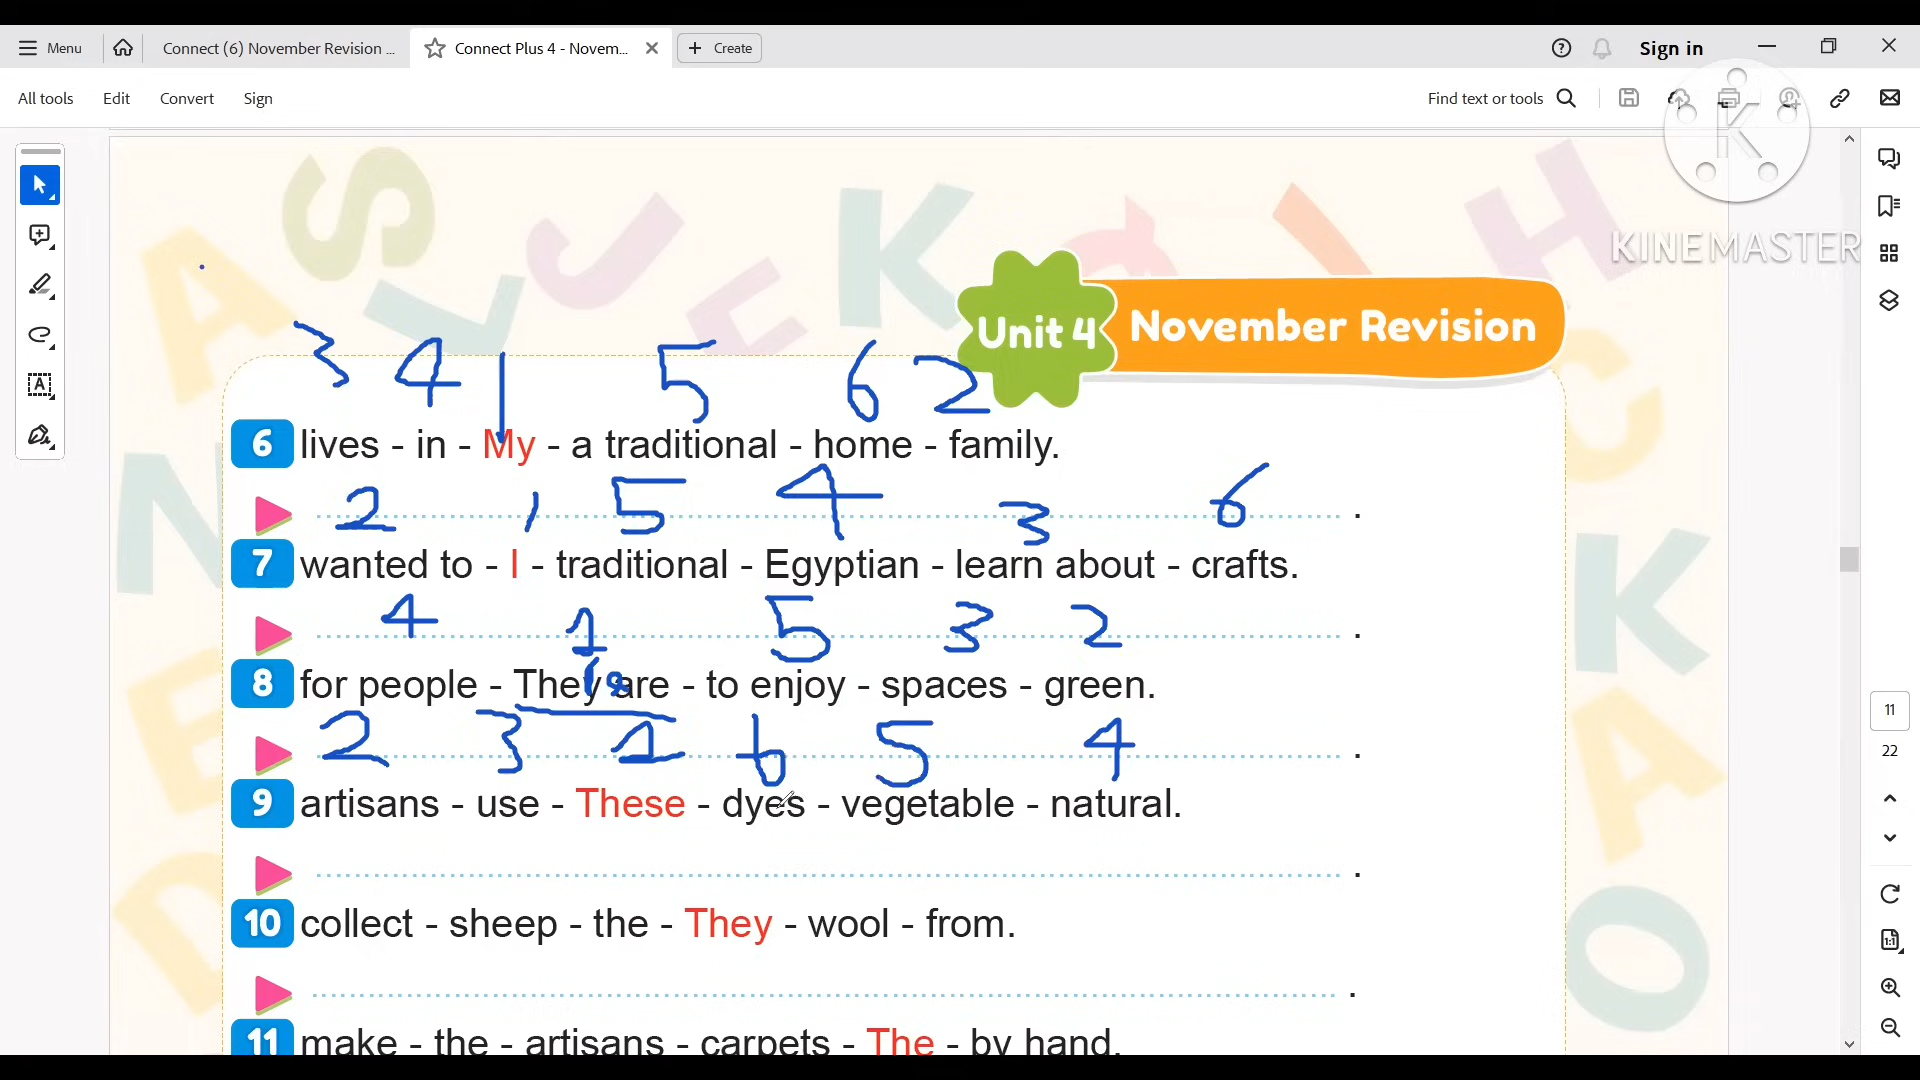 Menu Connect (6) November Revision ... Connect Plus 4 - Novem... Create Sign in
All tools Edit Convert Sign Find text or tools
KINEMASTER
Unit 4 November Revision
3 4 1 5 6 2
6 lives - in - My - a traditional - home - family.
2 1 5 4 3 6
7 wanted to - I - traditional - Egyptian - learn about - crafts.
4 1 5 3 2
8 for people - They are - to enjoy - spaces - green.
2 3 1 6 5 4
9 artisans - use - These - dyes - vegetable - natural.
10 collect - sheep - the - They - wool - from.
11 make - the - artisans - carpets - The - by hand.
11
22